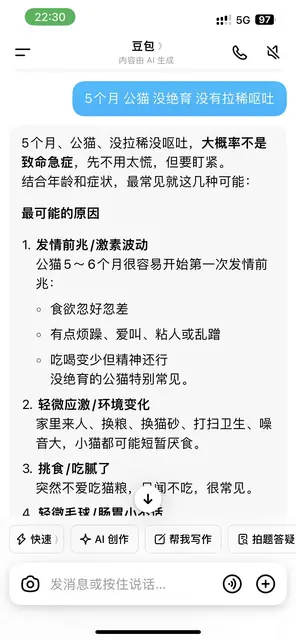 22:30
5G 97
豆包
内容由 AI 生成
5个月 公猫 没绝育 没有拉稀呕吐
5个月、公猫、没拉稀没呕吐，大概率不是
致命急症，先不用太慌，但要盯紧。
结合年龄和症状，最常见就这几种可能：
最可能的原因
1. 发情前兆/激素波动
公猫5～6个月很容易开始第一次发情前
兆：
◦ 食欲忽好忽差
◦ 有点烦躁、爱叫、粘人或乱蹭
◦ 吃喝变少但精神还行
没绝育的公猫特别常见。
2. 轻微应激/环境变化
家里来人、换粮、换猫砂、打扫卫生、噪
音大，小猫都可能短暂厌食。
3. 挑食/吃腻了
突然不爱吃猫粮，只闻不吃，很常见。
4. 轻微毛球/肠胃小不适
快速
AI 创作
帮我写作
拍题答疑
发消息或按住说话...